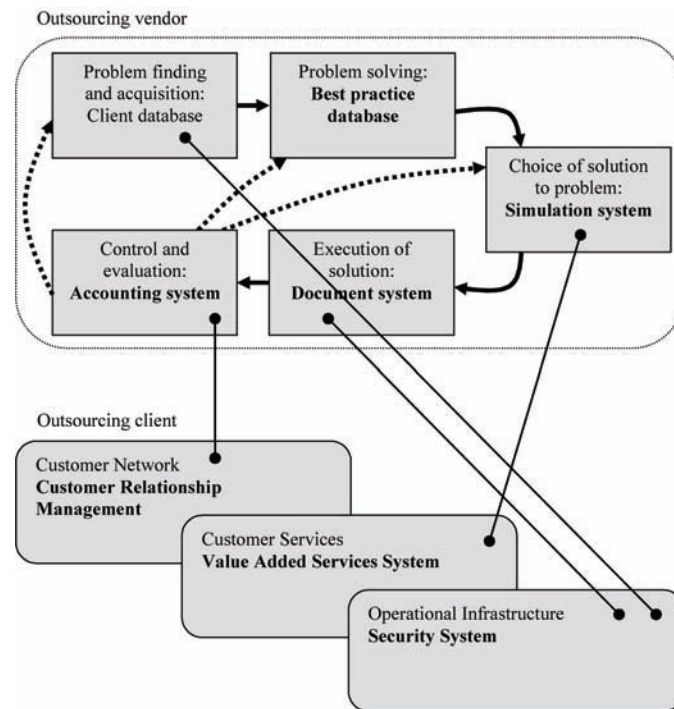 Outsourcing vendor
Problem finding
and acquisition:
Client database
Problem solving:
Best practice
database
Choice of solution
to problem:
Simulation system
Control and
evaluation:
Accounting system
Execution of
solution:
Document system
Outsourcing client
Customer Network
Customer Relationship
Management
Customer Services
Value Added Services System
Operational Infrastructure
Security System